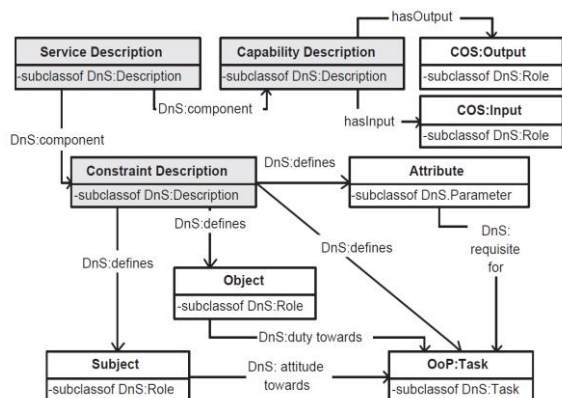 hasOutput
Service Description
-subclassof DnS:Description
Capability Description
-subclassof DnS:Description
COS:Output
-subclassof DnS:Role
DnS:component
hasInput
COS:Input
-subclassof DnS:Role
DnS:component
Constraint Description
-subclassof DnS:Description
DnS:defines
Attribute
-subclassof DnS.Parameter
DnS:defines
DnS:defines
DnS:defines
DnS:
requisite
for
Object
-subclassof DnS:Role
DnS:duty towards
Subject
-subclassof DnS:Role
DnS: attitude
towards
OoP:Task
-subclassof DnS:Task